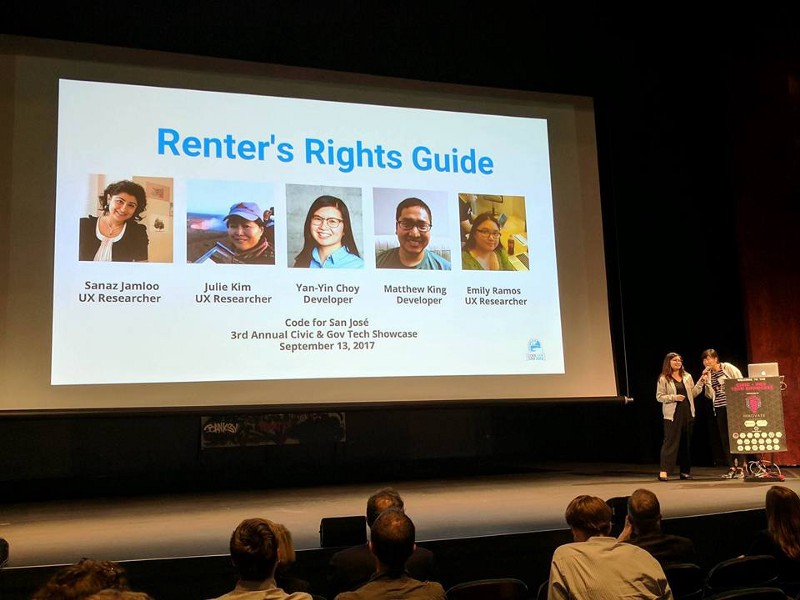 Renter's Rights Guide
Sanaz Jamloo
UX Researcher
Julie Kim
UX Researcher
Yan-Yin Choy
Developer
Matthew King
Developer
Emily Ramos
UX Researcher
Code for San José
3rd Annual Civic & Gov Tech Showcase
September 13, 2017
BANKSY
INNOVATE